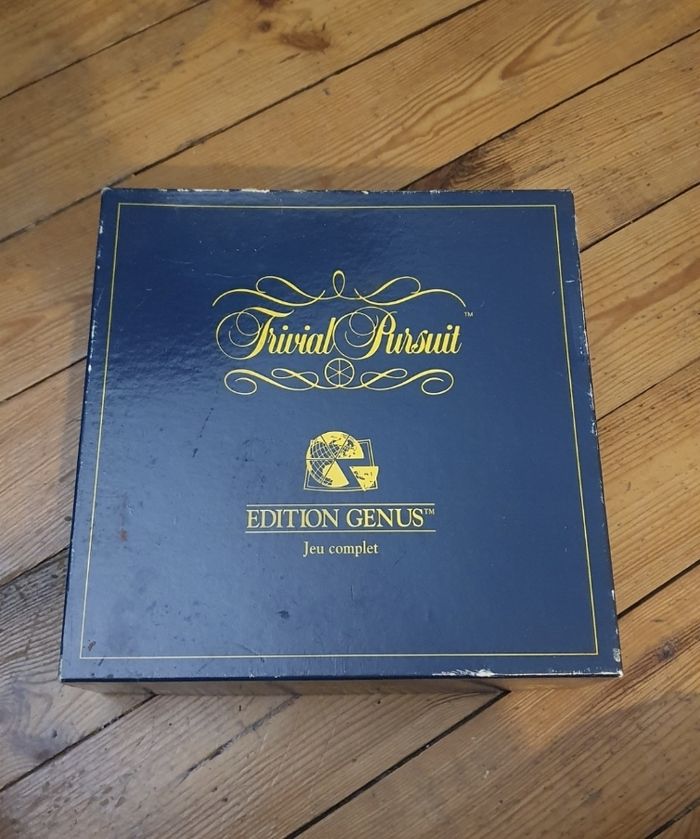 Trivial Pursuit™
EDITION GENUS™
Jeu complet